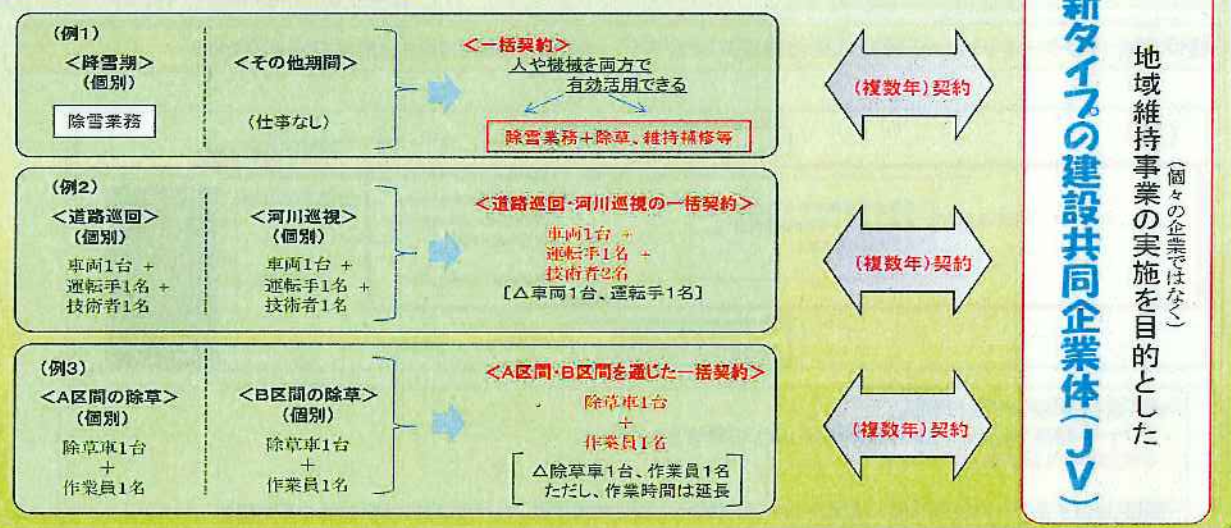 (例1)
<降雪期>
(個別)
除雪業務
<その他期間>
(仕事なし)
<一括契約>
人や機械を両方で
有効活用できる
除雪業務+除草、維持補修等
(複数年)契約
(例2)
<道路巡回>
(個別)
車両1台 +
運転手1名 +
技術者1名
<河川巡視>
(個別)
車両1台 +
運転手1名 +
技術者1名
<道路巡回・河川巡視の一括契約>
車両1台 +
運転手1名 +
技術者2名
[△車両1台、運転手1名]
(複数年)契約
(例3)
<A区間の除草>
(個別)
除草車1台
+
作業員1名
<B区間の除草>
(個別)
除草車1台
+
作業員1名
<A区間・B区間を通じた一括契約>
除草車1台
+
作業員1名
△除草車1台、作業員1名
ただし、作業時間は延長
(複数年)契約
(個々の企業ではなく)
地域維持事業の実施を目的とした
新タイプの建設共同企業体(JV)